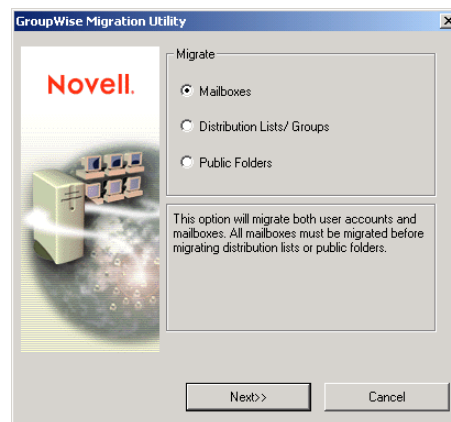 GroupWise Migration Utility
Novell.
Migrate
Mailboxes
Distribution Lists/ Groups
Public Folders
This option will migrate both user accounts and
mailboxes. All mailboxes must be migrated before
migrating distribution lists or public folders.
Next>>
Cancel